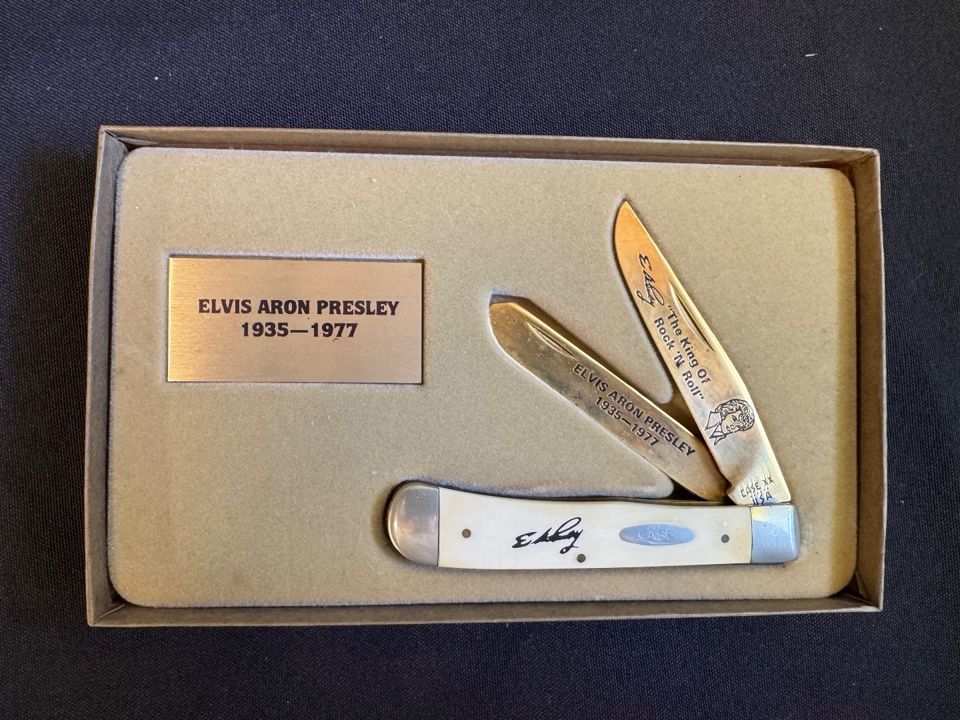 ELVIS ARON PRESLEY
1935—1977
"The King Of
Rock 'N Roll"
ELVIS ARON PRESLEY
1935—1977
CASE XX
USA
CASE